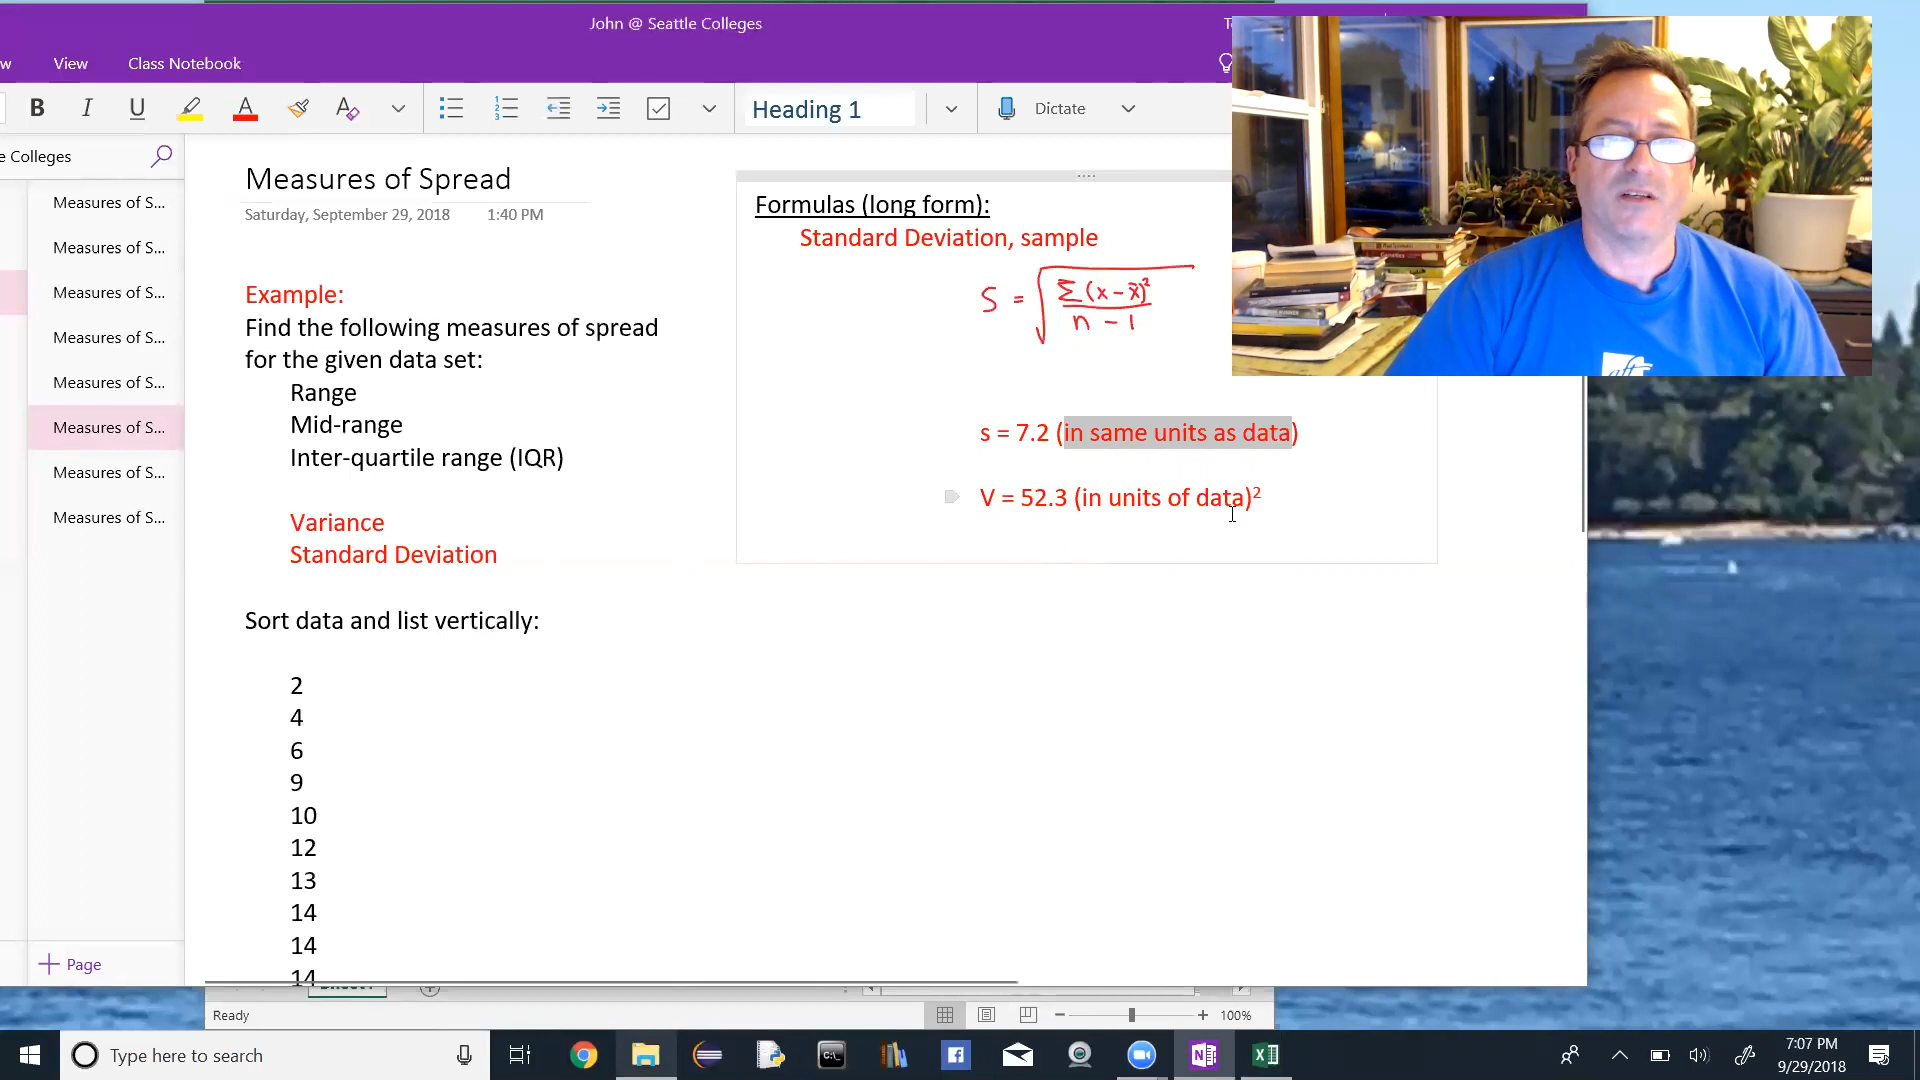 John @ Seattle Colleges
View Class Notebook
B I U A A Heading 1 Dictate
e Colleges
Measures of S...
Measures of S...
Measures of S...
Measures of S...
Measures of S...
Measures of S...
Measures of S...
Measures of S...
Page
Measures of Spread
Saturday, September 29, 2018 1:40 PM
Example:
Find the following measures of spread
for the given data set:
Range
Mid-range
Inter-quartile range (IQR)
Variance
Standard Deviation
Sort data and list vertically:
2
4
6
9
10
12
13
14
14
14
Formulas (long form):
Standard Deviation, sample
S = √(Σ(x - x̄)² / (n - 1))
s = 7.2 (in same units as data)
V = 52.3 (in units of data)²
aft
Ready
100%
Type here to search
7:07 PM
9/29/2018